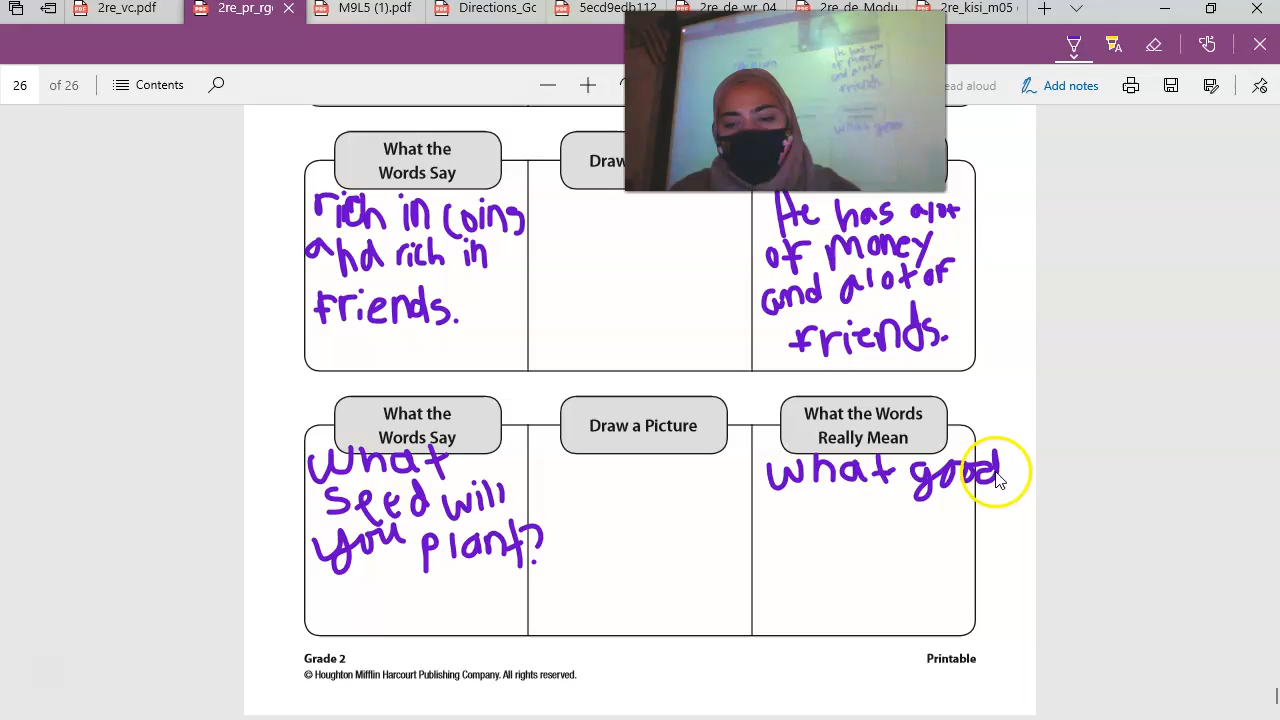 2re_vc.pdf 2re_pr_rg M9L5 (1).pdf Directions_Gc 5ecd9edb112 2re_de_wr_04 2re_de_Modu 2re_kisi_m05
26 of 26 Contents ead aloud Add notes
What the
Words Say
Draw
rich in coing
and rich in
friends.
He has alot
of money
and alot of
friends.
What the
Words Say
Draw a Picture
What the Words
Really Mean
What
seed will
you plant?
what good
Grade 2
Printable
© Houghton Mifflin Harcourt Publishing Company. All rights reserved.